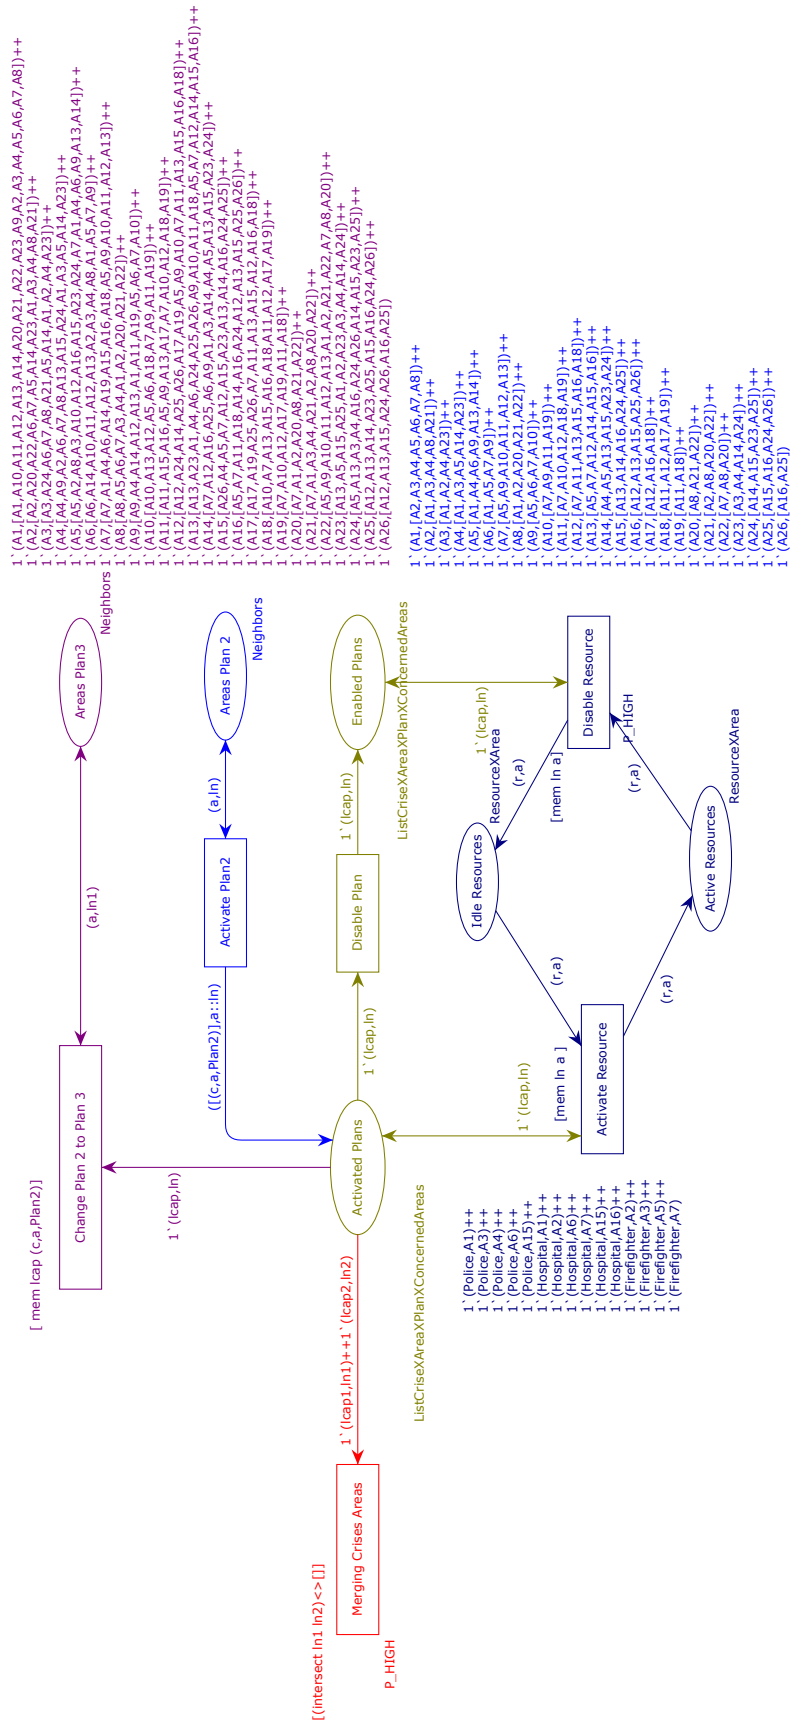 [ mem lcap (c,a,Plan2)]
Change Plan 2 to Plan 3
(a,ln1)
Areas Plan3
Neighbors
1`(A1,[A1,A10,A11,A12,A13,A14,A20,A21,A22,A23,A9,A2,A3,A4,A5,A6,A7,A8])++
1`(A2,[A2,A20,A22,A6,A7,A5,A14,A23,A1,A3,A4,A8,A21])++
1`(A3,[A3,A24,A6,A7,A8,A21,A5,A14,A1,A2,A4,A23])++
1`(A4,[A4,A9,A2,A6,A7,A8,A13,A15,A24,A1,A3,A5,A14,A23])++
1`(A5,[A5,A2,A8,A3,A10,A12,A16,A15,A23,A24,A7,A1,A4,A6,A9,A13,A14])++
1`(A6,[A6,A14,A10,A11,A12,A13,A2,A3,A4,A8,A1,A5,A7,A9])++
1`(A7,[A7,A1,A4,A6,A14,A19,A15,A16,A18,A5,A9,A10,A11,A12,A13])++
1`(A8,[A8,A5,A6,A7,A3,A4,A1,A2,A20,A21,A22])++
1`(A9,[A9,A4,A14,A12,A13,A11,A19,A5,A6,A7,A10])++
1`(A10,[A10,A13,A12,A5,A6,A18,A7,A9,A11,A19])++
1`(A11,[A11,A15,A16,A5,A9,A13,A17,A7,A10,A12,A18,A19])++
1`(A12,[A12,A24,A14,A25,A26,A17,A19,A5,A9,A10,A7,A11,A13,A15,A16,A18])++
1`(A13,[A13,A23,A1,A4,A6,A24,A25,A26,A9,A10,A11,A18,A5,A7,A12,A14,A15,A16])++
1`(A14,[A7,A12,A16,A25,A6,A9,A1,A3,A14,A4,A5,A13,A15,A23,A24])++
1`(A15,[A26,A4,A5,A7,A12,A15,A23,A13,A14,A16,A24,A25])++
1`(A16,[A5,A7,A11,A18,A14,A16,A24,A12,A13,A15,A25,A26])++
1`(A17,[A17,A19,A25,A26,A7,A11,A13,A15,A12,A16,A18])++
1`(A18,[A10,A7,A13,A15,A16,A18,A11,A12,A17,A19])++
1`(A19,[A7,A10,A12,A17,A19,A11,A18])++
1`(A20,[A7,A1,A2,A20,A8,A21,A22])++
1`(A21,[A7,A1,A3,A4,A21,A2,A8,A20,A22])++
1`(A22,[A5,A9,A10,A11,A12,A13,A1,A2,A21,A22,A7,A8,A20])++
1`(A23,[A13,A5,A15,A25,A1,A2,A23,A3,A4,A14,A24])++
1`(A24,[A5,A13,A3,A4,A16,A24,A26,A14,A15,A23,A25])++
1`(A25,[A12,A13,A14,A23,A25,A15,A16,A24,A26])++
1`(A26,[A12,A13,A15,A24,A26,A16,A25])
1`(lcap,ln)
([(c,a,Plan2)],a::ln)
Activate Plan2
(a,ln)
Areas Plan 2
Neighbors
[(intersect ln1 ln2)<>[]]
Merging Crises Areas
P_HIGH
1`(lcap1,ln1)++1`(lcap2,ln2)
Activated Plans
ListCriseXAreaXPlanXConcernedAreas
1`(lcap,ln)
Disable Plan
1`(lcap,ln)
Enabled Plans
ListCriseXAreaXPlanXConcernedAreas
1`(A1,[A2,A3,A4,A5,A6,A7,A8])++
1`(A2,[A1,A3,A4,A8,A21])++
1`(A3,[A1,A2,A4,A23])++
1`(A4,[A1,A3,A5,A14,A23])++
1`(A5,[A1,A4,A6,A9,A13,A14])++
1`(A6,[A1,A5,A7,A9])++
1`(A7,[A5,A9,A10,A11,A12,A13])++
1`(A8,[A1,A2,A20,A21,A22])++
1`(A9,[A5,A6,A7,A10])++
1`(A10,[A7,A9,A11,A19])++
1`(A11,[A7,A10,A12,A18,A19])++
1`(A12,[A7,A11,A13,A15,A16,A18])++
1`(A13,[A5,A7,A12,A14,A15,A16])++
1`(A14,[A4,A5,A13,A15,A23,A24])++
1`(A15,[A13,A14,A16,A24,A25])++
1`(A16,[A12,A13,A15,A25,A26])++
1`(A17,[A12,A16,A18])++
1`(A18,[A11,A12,A17,A19])++
1`(A19,[A11,A18])++
1`(A20,[A8,A21,A22])++
1`(A21,[A2,A8,A20,A22])++
1`(A22,[A7,A8,A20])++
1`(A23,[A3,A4,A14,A24])++
1`(A24,[A14,A15,A23,A25])++
1`(A25,[A15,A16,A24,A26])++
1`(A26,[A16,A25])
1`(Police,A1)++
1`(Police,A3)++
1`(Police,A4)++
1`(Police,A6)++
1`(Police,A15)++
1`(Hospital,A1)++
1`(Hospital,A2)++
1`(Hospital,A6)++
1`(Hospital,A7)++
1`(Hospital,A15)++
1`(Hospital,A16)++
1`(Firefighter,A2)++
1`(Firefighter,A3)++
1`(Firefighter,A5)++
1`(Firefighter,A7)
1`(lcap,ln)
[mem ln a ]
Activate Resource
(r,a)
Idle Resources
ResourceXArea
1`(lcap,ln)
(r,a)
[mem ln a]
Disable Resource
P_HIGH
(r,a)
(r,a)
Active Resources
ResourceXArea